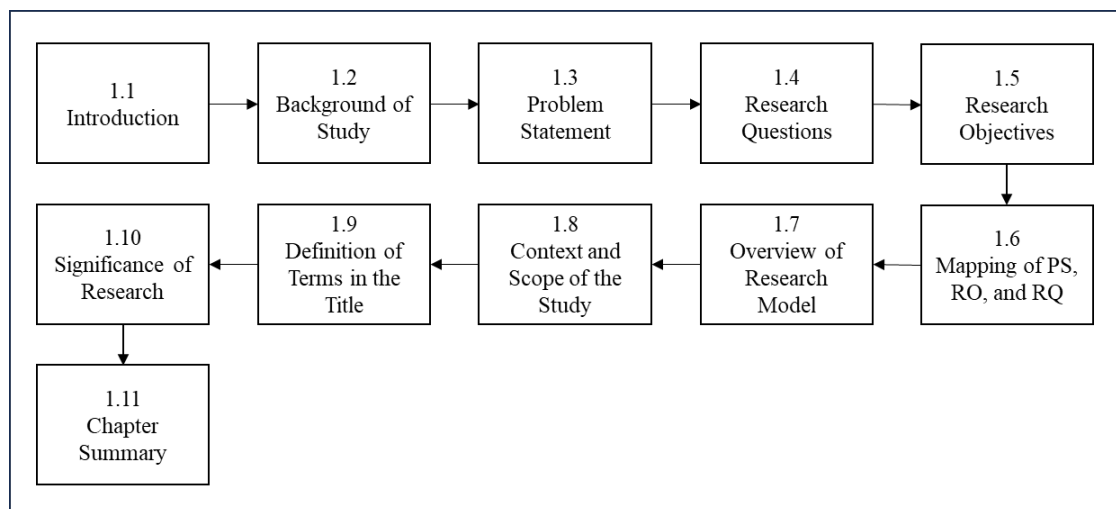 1.1
Introduction
1.2
Background of
Study
1.3
Problem
Statement
1.4
Research
Questions
1.5
Research
Objectives
1.6
Mapping of PS,
RO, and RQ
1.7
Overview of
Research
Model
1.8
Context and
Scope of the
Study
1.9
Definition of
Terms in the
Title
1.10
Significance of
Research
1.11
Chapter
Summary